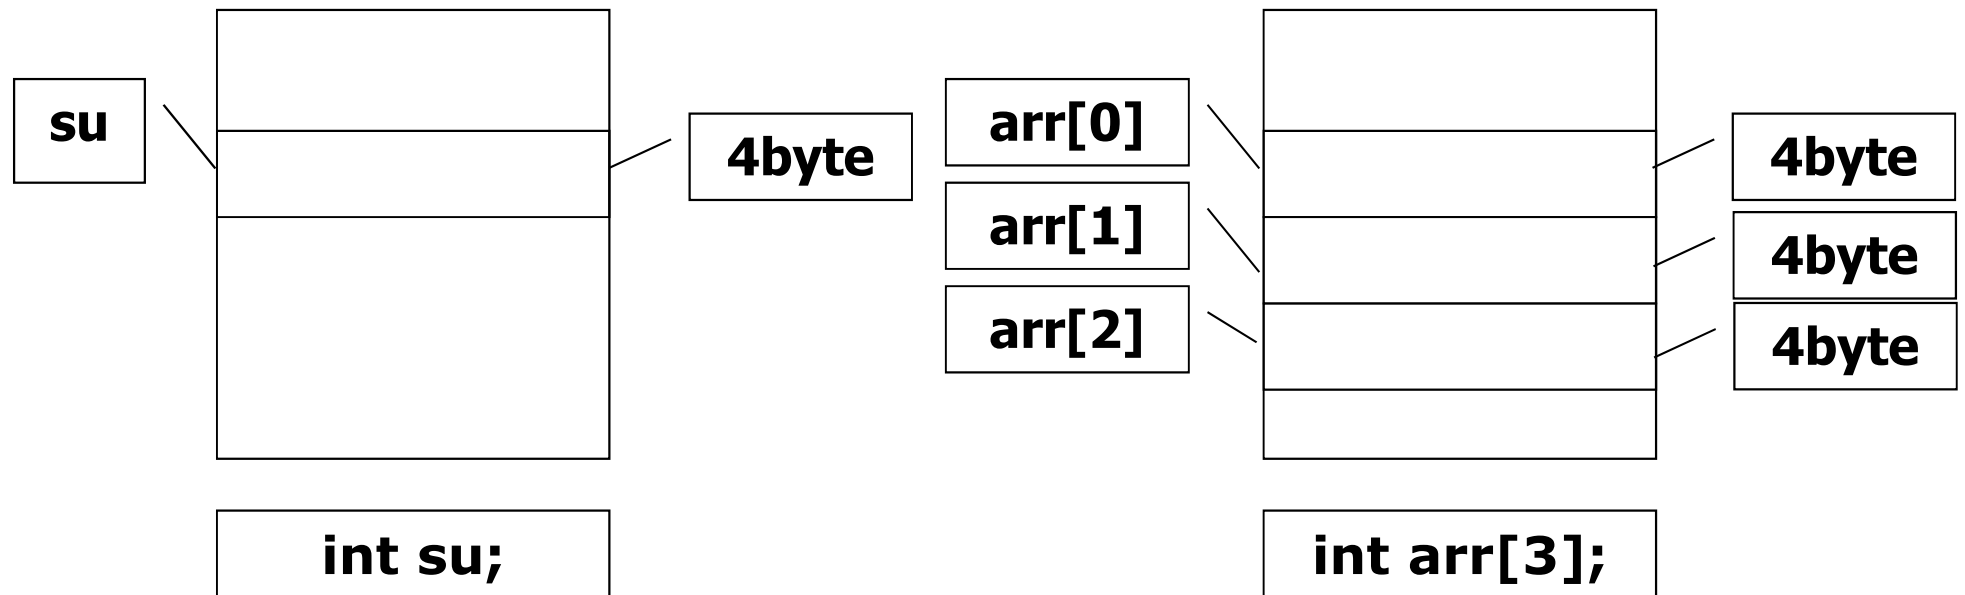 su
4byte
int su;
arr[0]
arr[1]
arr[2]
4byte
4byte
4byte
int arr[3];